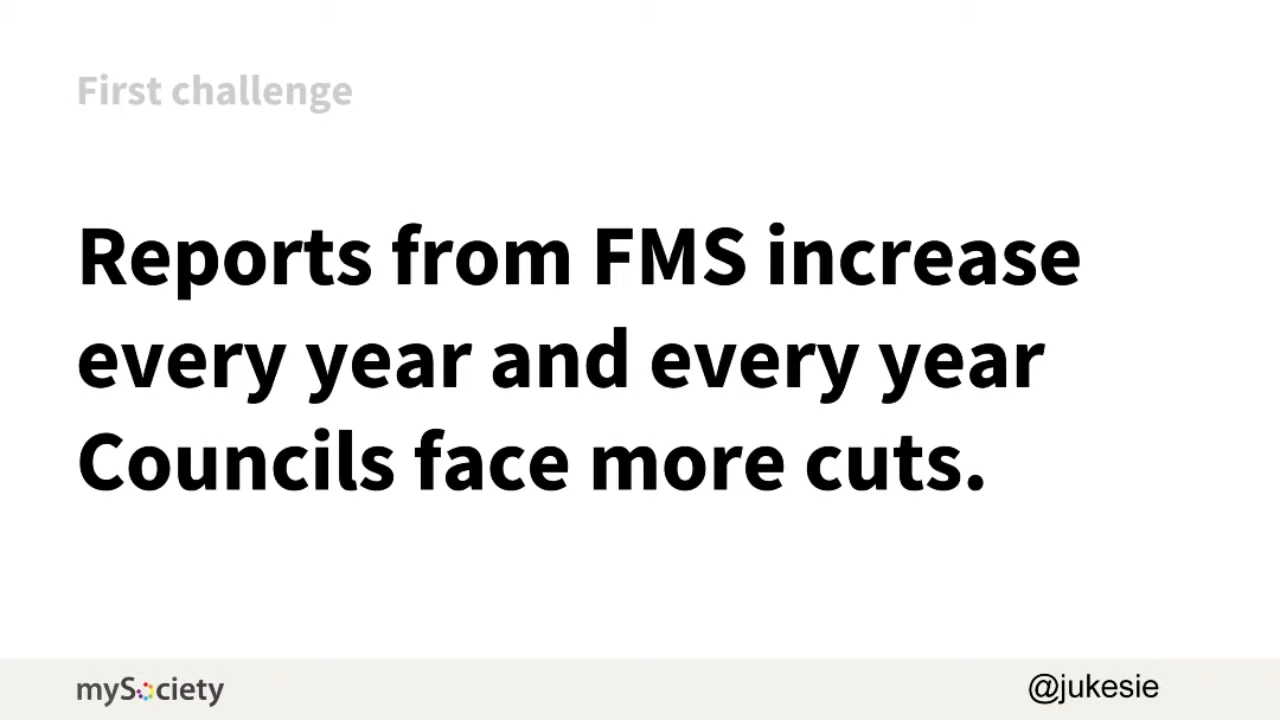 First challenge
Reports from FMS increase
every year and every year
Councils face more cuts.
mySociety
@jukesie